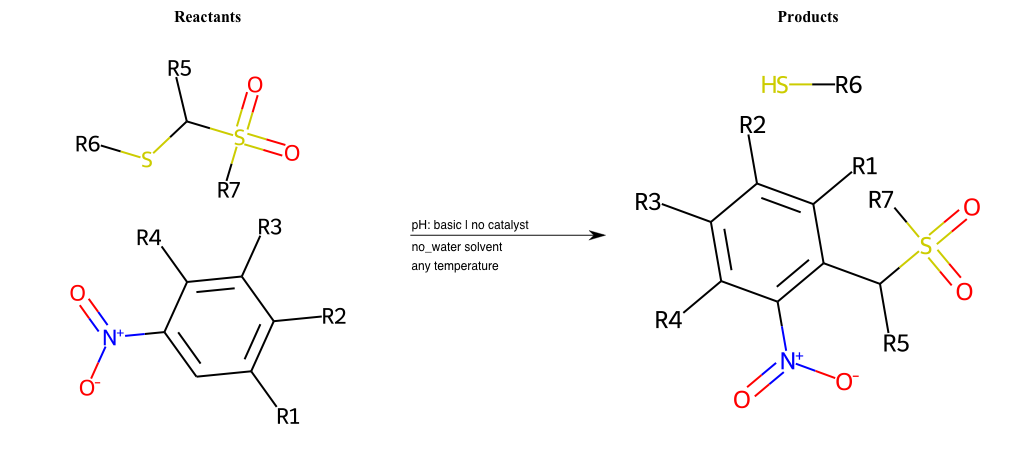 Reactants
Products
R5
O
R6
S
S
O
R7
R4
R3
O
N+
R2
O-
R1
pH: basic | no catalyst
no_water solvent
any temperature
HS
R6
R2
R1
R3
R7
O
S
O
R4
R5
N+
O-
O